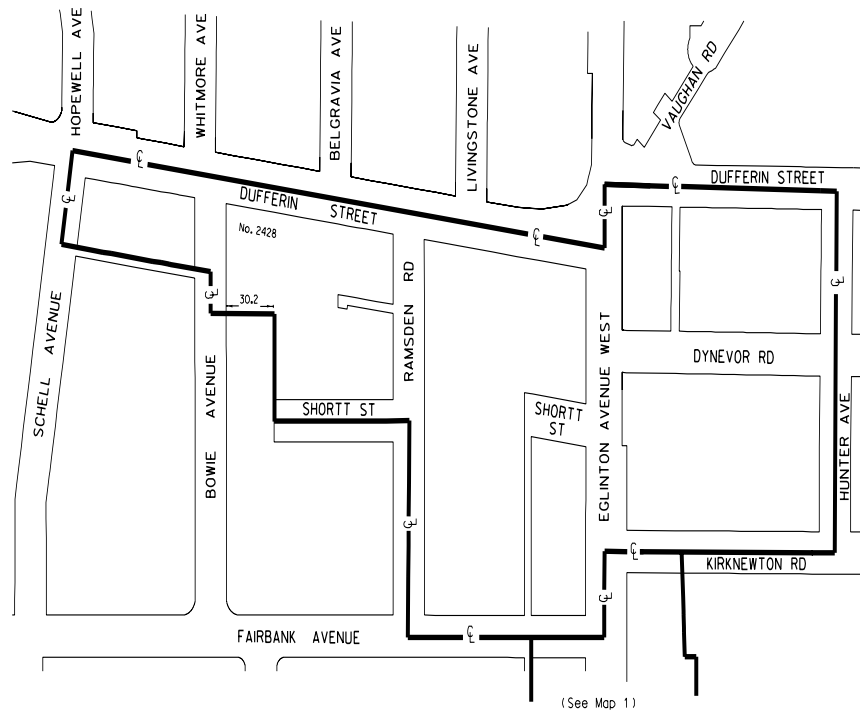 HOPEWELL AVE
WHITMORE AVE
BELGRAVIA AVE
LIVINGSTONE AVE
VAUGHAN RD
DUFFERIN STREET
DUFFERIN STREET
No. 2428
30.2
RAMSDEN RD
SCHELL AVENUE
BOWIE AVENUE
SHORTT ST
SHORTT
ST
EGLINTON AVENUE WEST
DYNEVOR RD
HUNTER AVE
KIRKNEWTON RD
FAIRBANK AVENUE
(See Map 1)